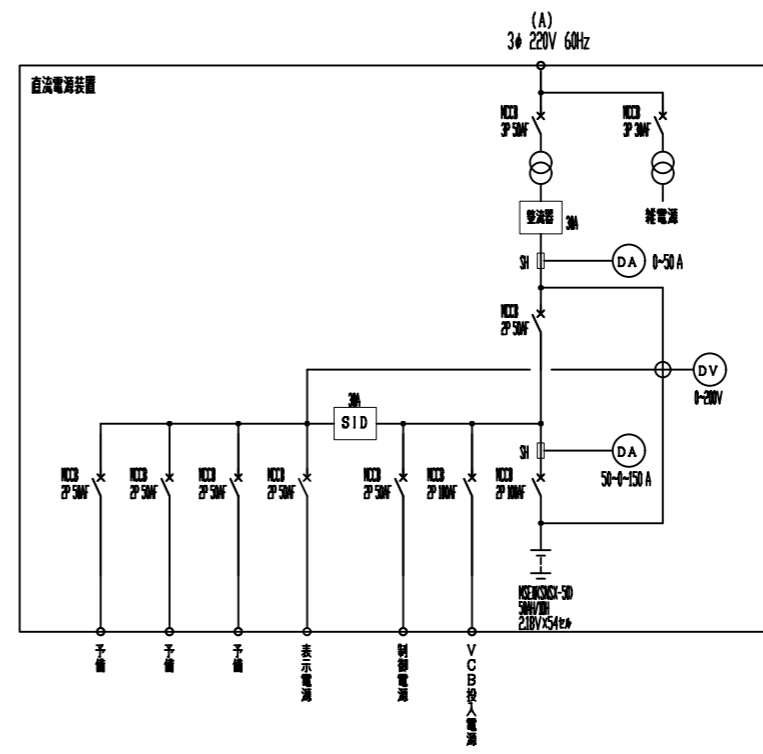 (A)
3φ 220V 60Hz
直流電源装置
MCCB
3P 50AF
MCCB
3P 30AF
整流器
30A
雑電源
SH
DA
0~50 A
MCCB
2P 50AF
DV
0~200V
30A
SID
SH
DA
50~0~150 A
MCCB
2P 50AF
MCCB
2P 50AF
MCCB
2P 50AF
MCCB
2P 50AF
MCCB
2P 50AF
MCCB
2P 100AF
MCCB
2P 100AF
50AH/10H
2.18V×54セル
予備
予備
予備
表示電源
制御電源
VCB投入電源